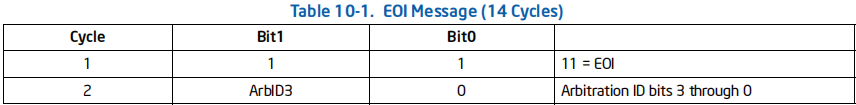 Table 10-1. EOI Message (14 Cycles)
Cycle Bit1 Bit0
1 1 1 11 = EOI
2 ArbID3 0 Arbitration ID bits 3 through 0